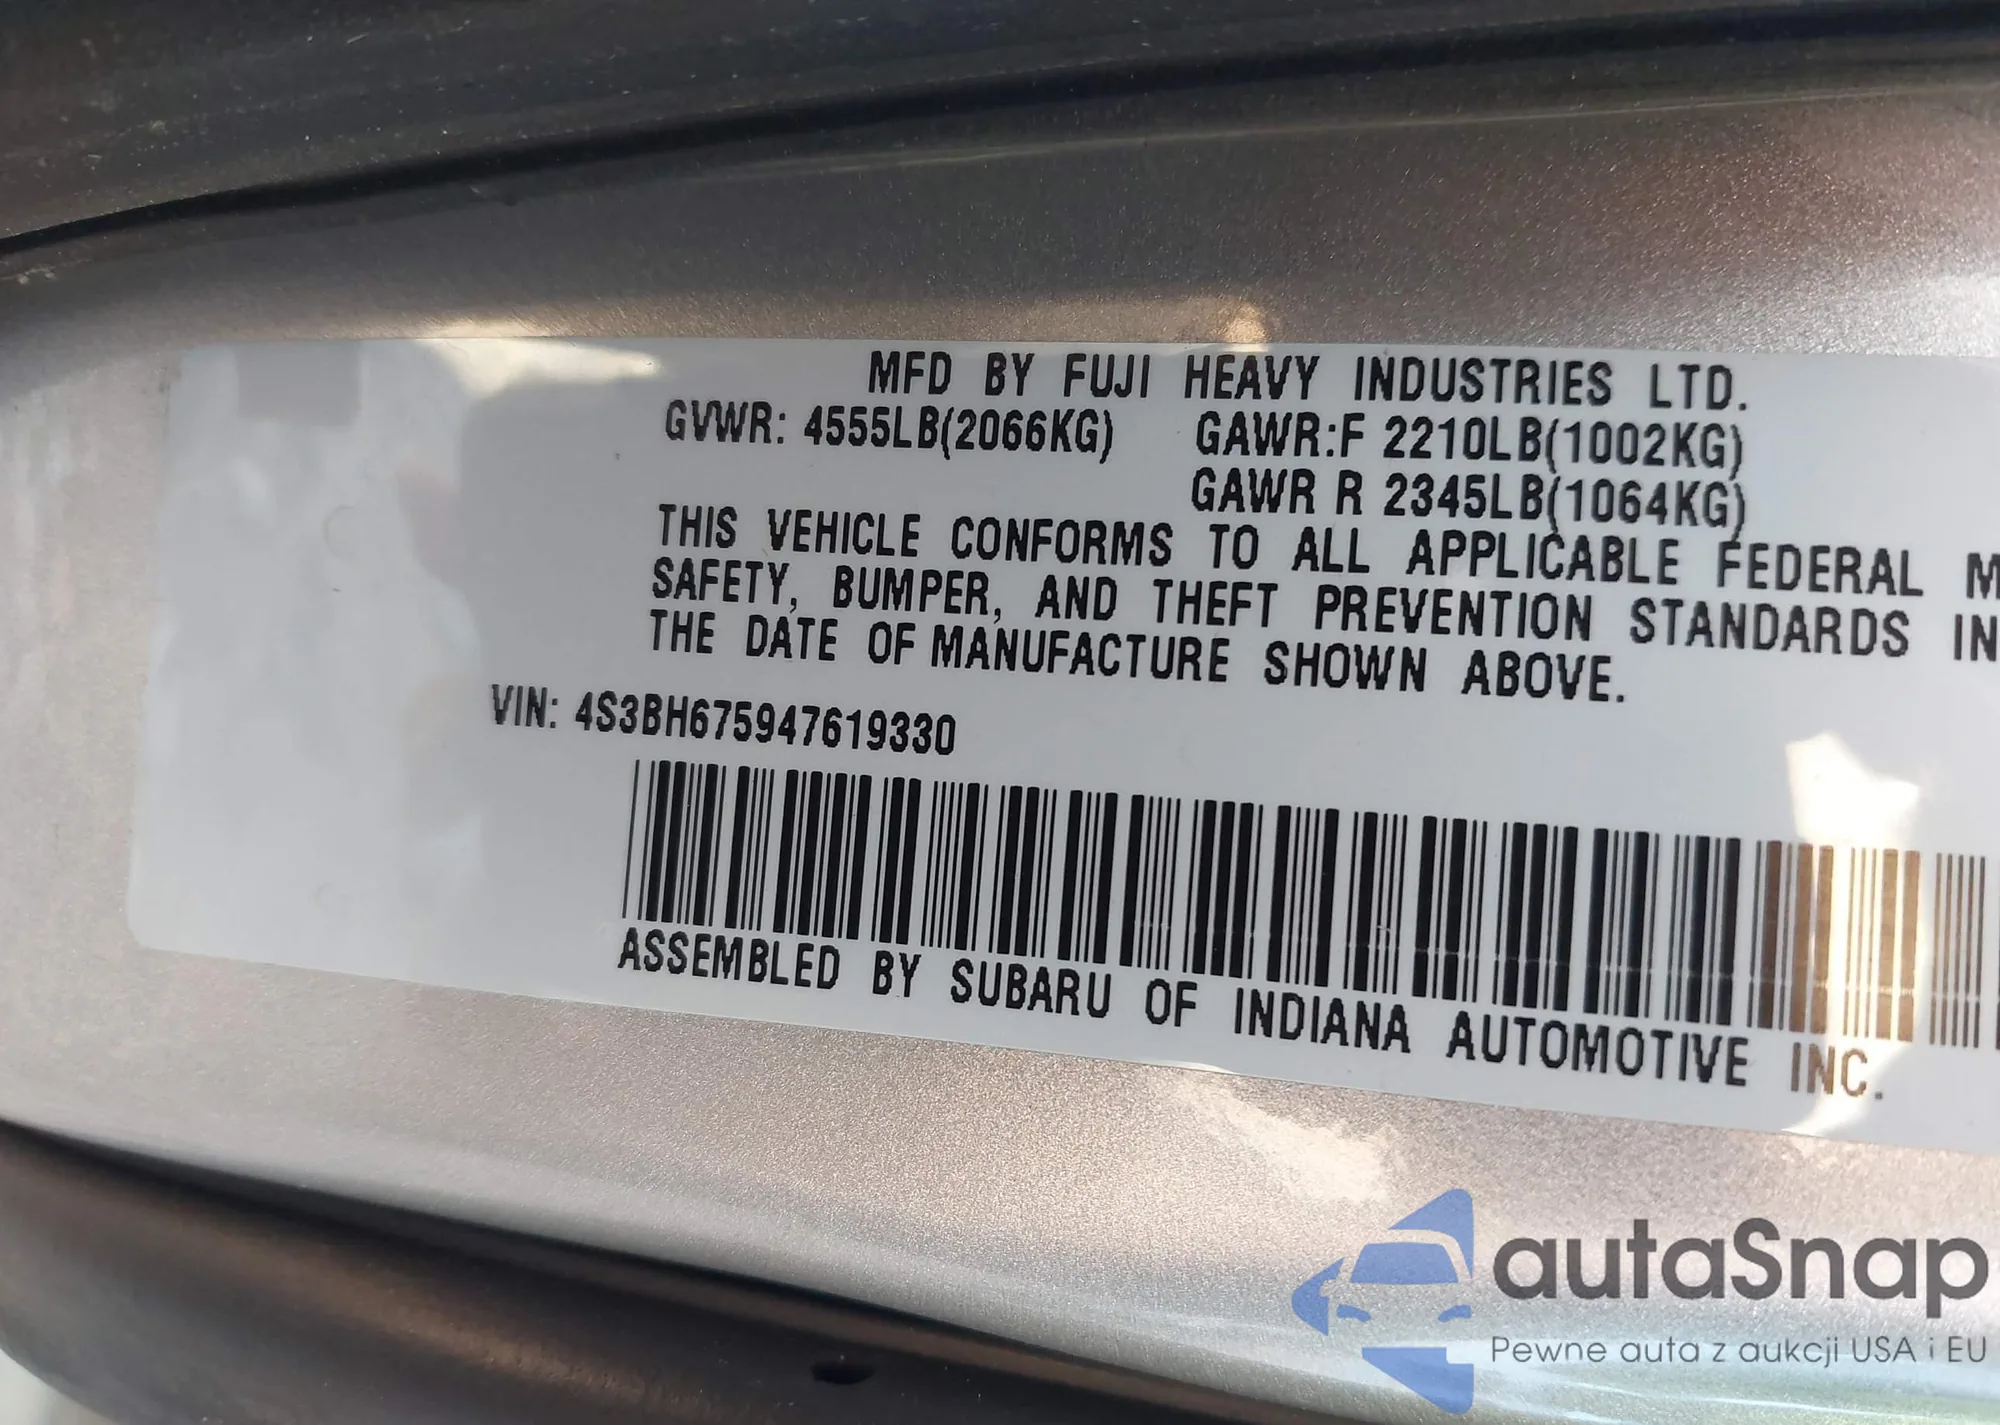 MFD BY FUJI HEAVY INDUSTRIES LTD.
GVWR: 4555LB(2066KG) GAWR:F 2210LB(1002KG)
GAWR R 2345LB(1064KG)
THIS VEHICLE CONFORMS TO ALL APPLICABLE FEDERAL M
SAFETY, BUMPER, AND THEFT PREVENTION STANDARDS IN
THE DATE OF MANUFACTURE SHOWN ABOVE.
VIN: 4S3BH675947619330
ASSEMBLED BY SUBARU OF INDIANA AUTOMOTIVE INC.
autaSnap
Pewne auta z aukcji USA i EU